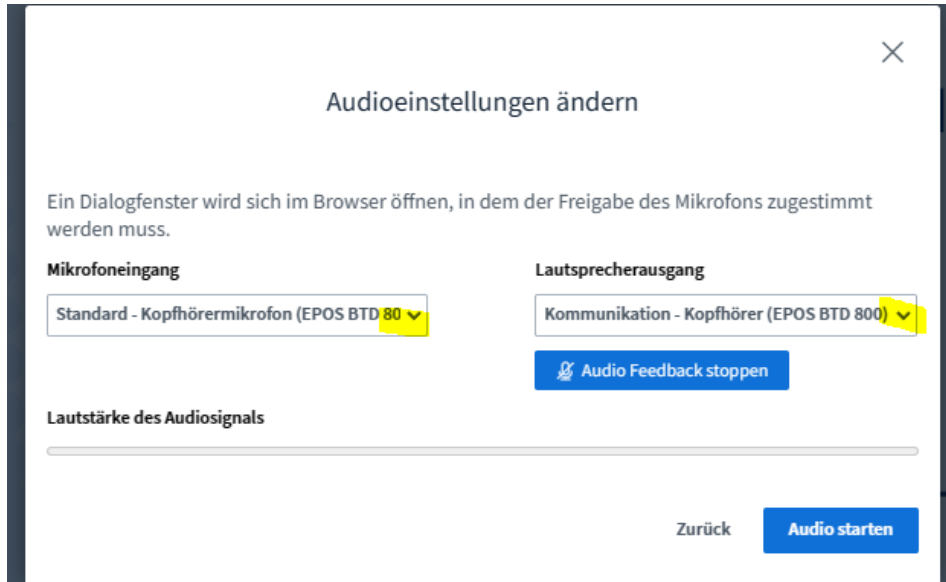 Audioeinstellungen ändern
Ein Dialogfenster wird sich im Browser öffnen, in dem der Freigabe des Mikrofons zugestimmt
werden muss.
Mikrofoneingang
Lautsprecherausgang
Standard - Kopfhörermikrofon (EPOS BTD 80
Kommunikation - Kopfhörer (EPOS BTD 800)
Audio Feedback stoppen
Lautstärke des Audiosignals
Zurück
Audio starten